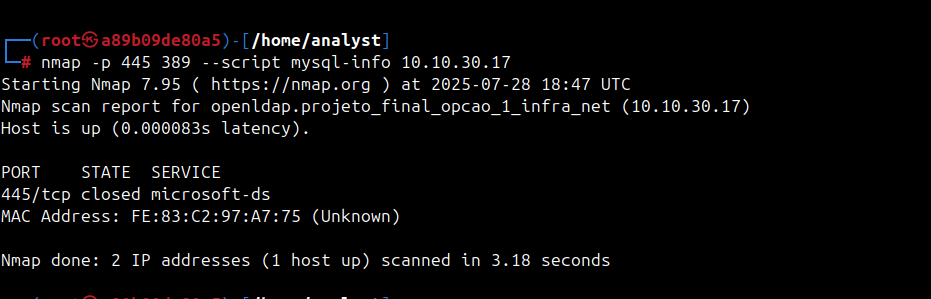 ┌──(root㉿a89b09de80a5)-[/home/analyst]
└─# nmap -p 445 389 --script mysql-info 10.10.30.17
Starting Nmap 7.95 ( https://nmap.org ) at 2025-07-28 18:47 UTC
Nmap scan report for openldap.projeto_final_opcao_1_infra_net (10.10.30.17)
Host is up (0.000083s latency).

PORT    STATE  SERVICE
445/tcp closed microsoft-ds
MAC Address: FE:83:C2:97:A7:75 (Unknown)

Nmap done: 2 IP addresses (1 host up) scanned in 3.18 seconds